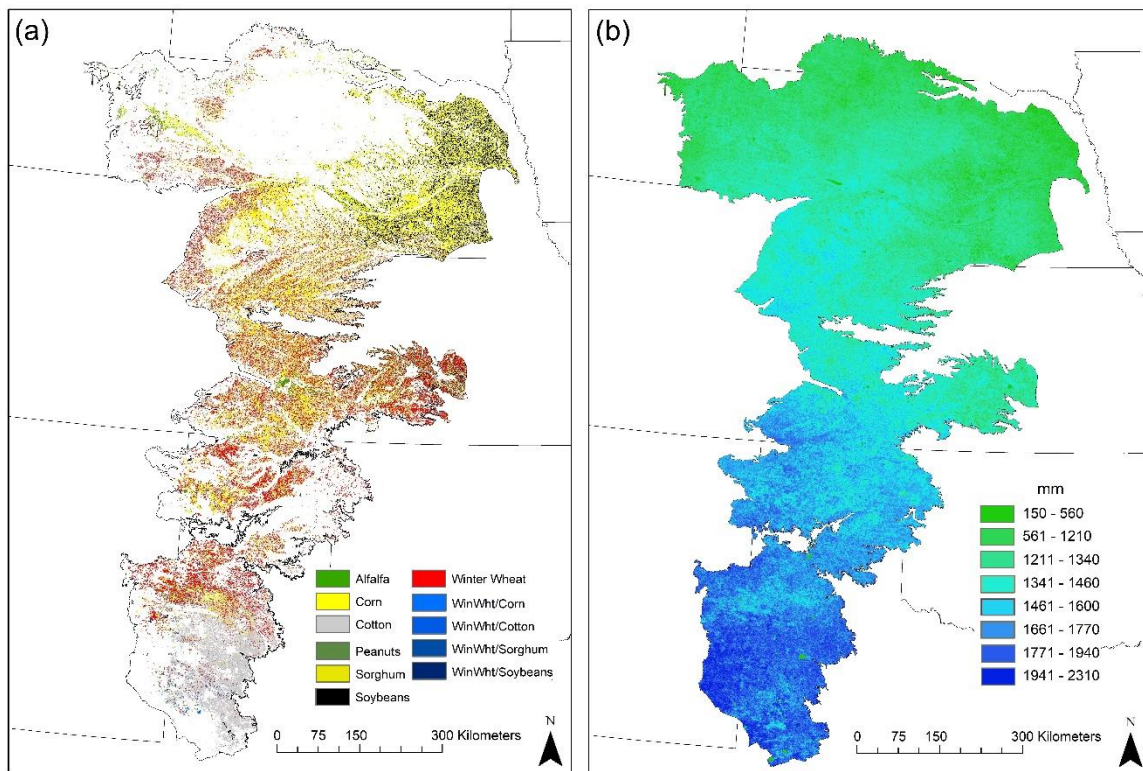 (a)
Alfalfa
Corn
Cotton
Peanuts
Sorghum
Soybeans
Winter Wheat
WinWht/Corn
WinWht/Cotton
WinWht/Sorghum
WinWht/Soybeans
0 75 150 300 Kilometers
N
(b)
mm
150 - 560
561 - 1210
1211 - 1340
1341 - 1460
1461 - 1600
1661 - 1770
1771 - 1940
1941 - 2310
0 75 150 300 Kilometers
N